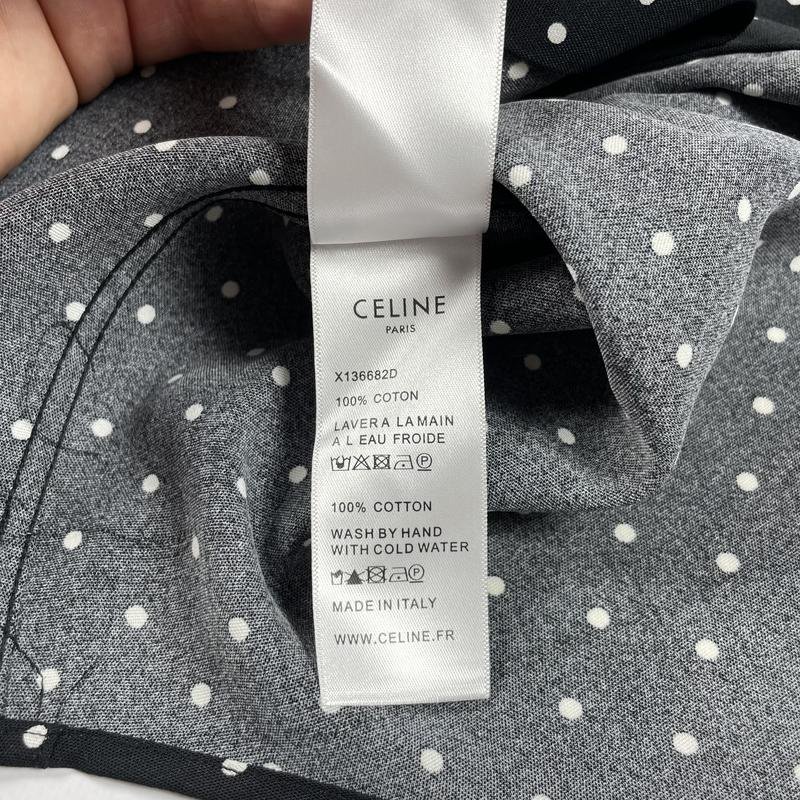 CELINE
PARIS
X136682D
100% COTON
LAVER A LA MAIN
A L EAU FROIDE
P
100% COTTON
WASH BY HAND
WITH COLD WATER
P
MADE IN ITALY
WWW.CELINE.FR